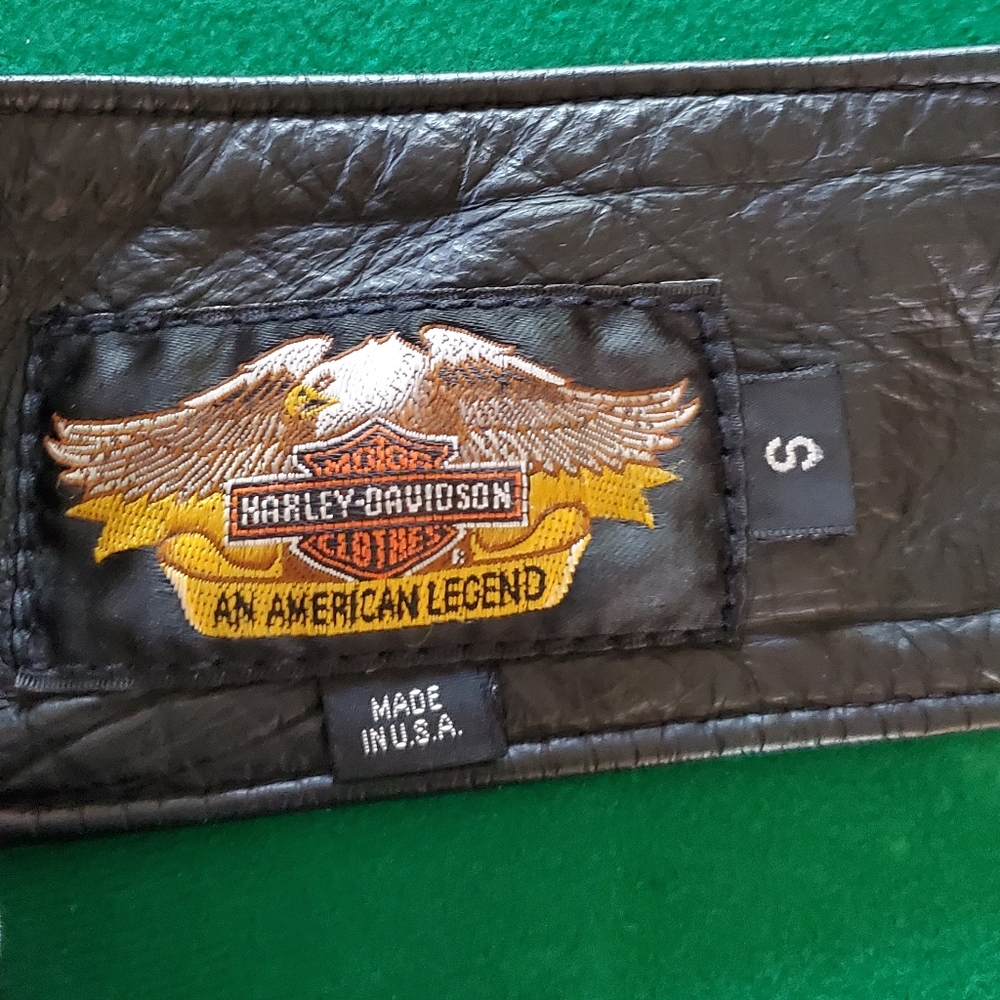 MOTOR
HARLEY-DAVIDSON
CLOTHES
®
AN AMERICAN LEGEND
S
MADE
IN U.S.A.